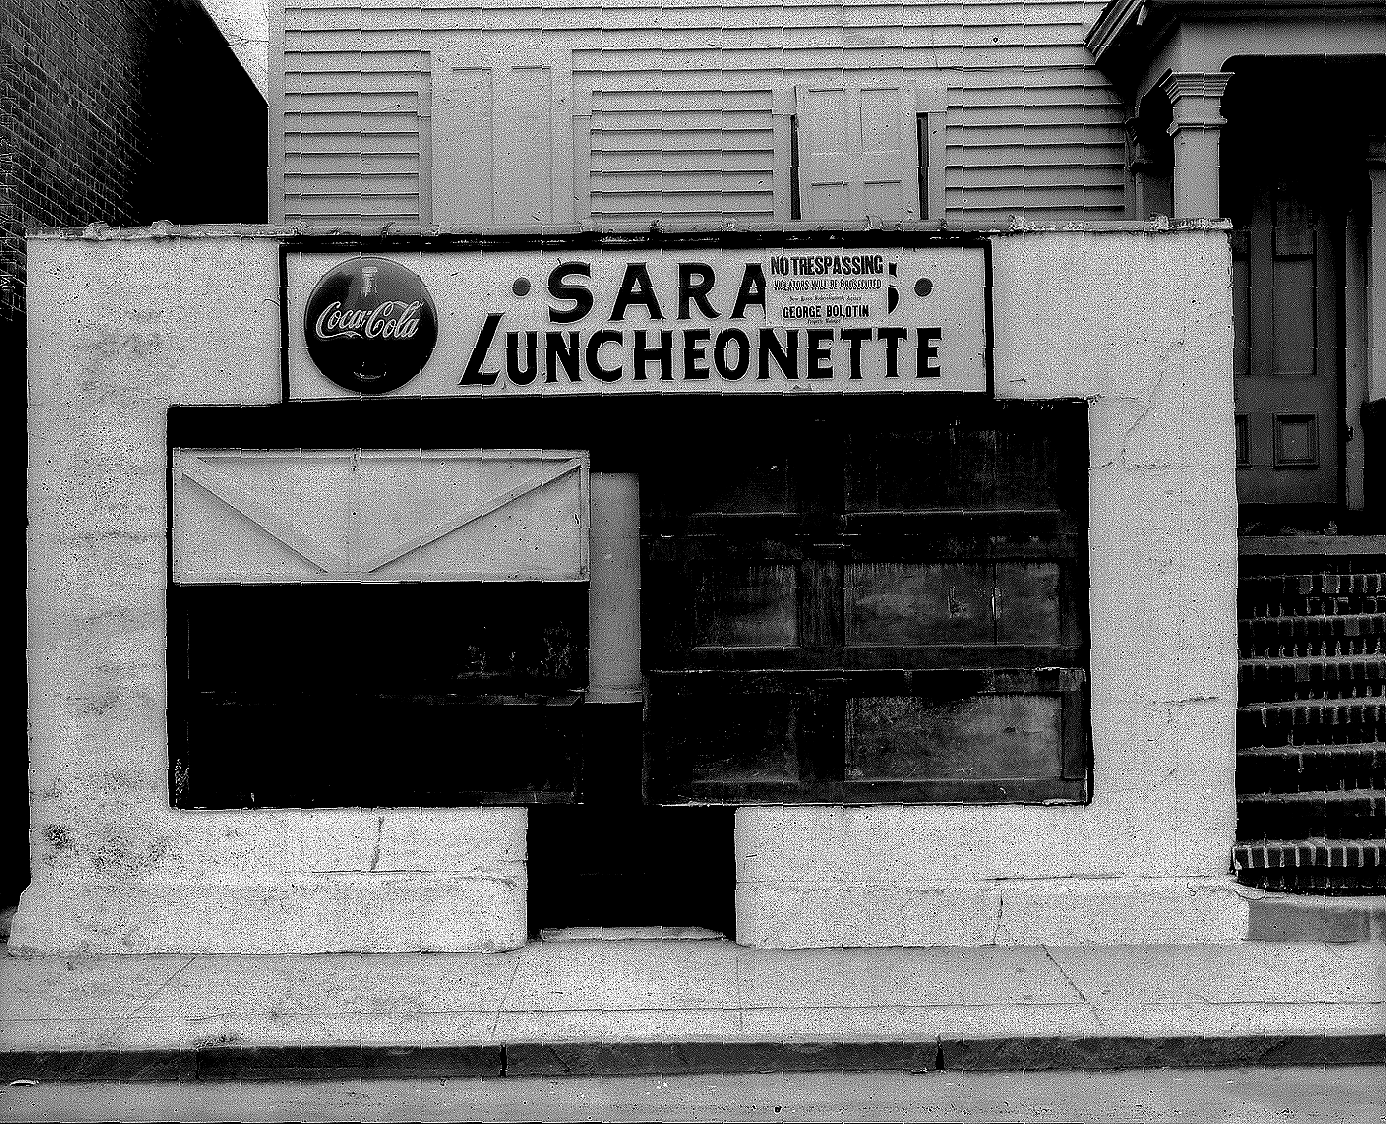 Coca-Cola
SARA S
LUNCHEONETTE
NO TRESPASSING
VIOLATORS WILL BE PROSECUTED
GEORGE BOLOTIN